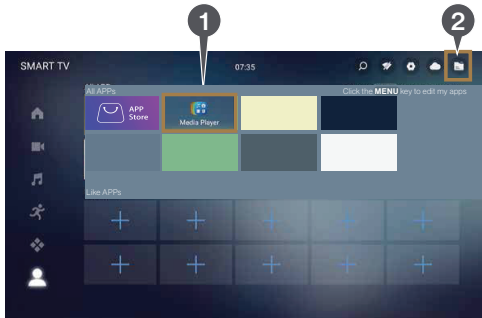 1
2
SMART TV
07:35
All APPs
Click the MENU key to edit my apps
APP
Store
Media Player
Like APPs